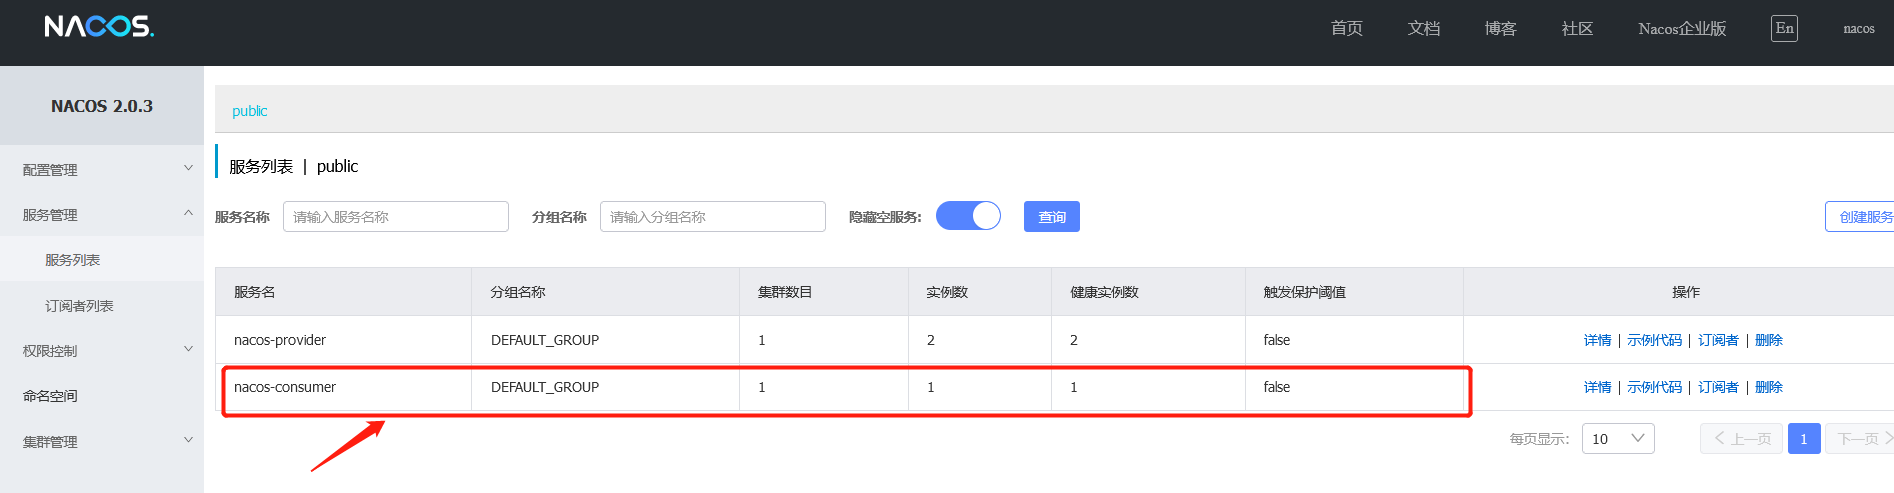 NACOS.
首页 文档 博客 社区 Nacos企业版 En nacos
NACOS 2.0.3
配置管理
服务管理
服务列表
订阅者列表
权限控制
命名空间
集群管理
public
服务列表 | public
服务名称 请输入服务名称 分组名称 请输入分组名称 隐藏空服务: 查询 创建服务
服务名 分组名称 集群数目 实例数 健康实例数 触发保护阈值 操作
nacos-provider DEFAULT_GROUP 1 2 2 false 详情 | 示例代码 | 订阅者 | 删除
nacos-consumer DEFAULT_GROUP 1 1 1 false 详情 | 示例代码 | 订阅者 | 删除
每页显示: 10 上一页 1 下一页